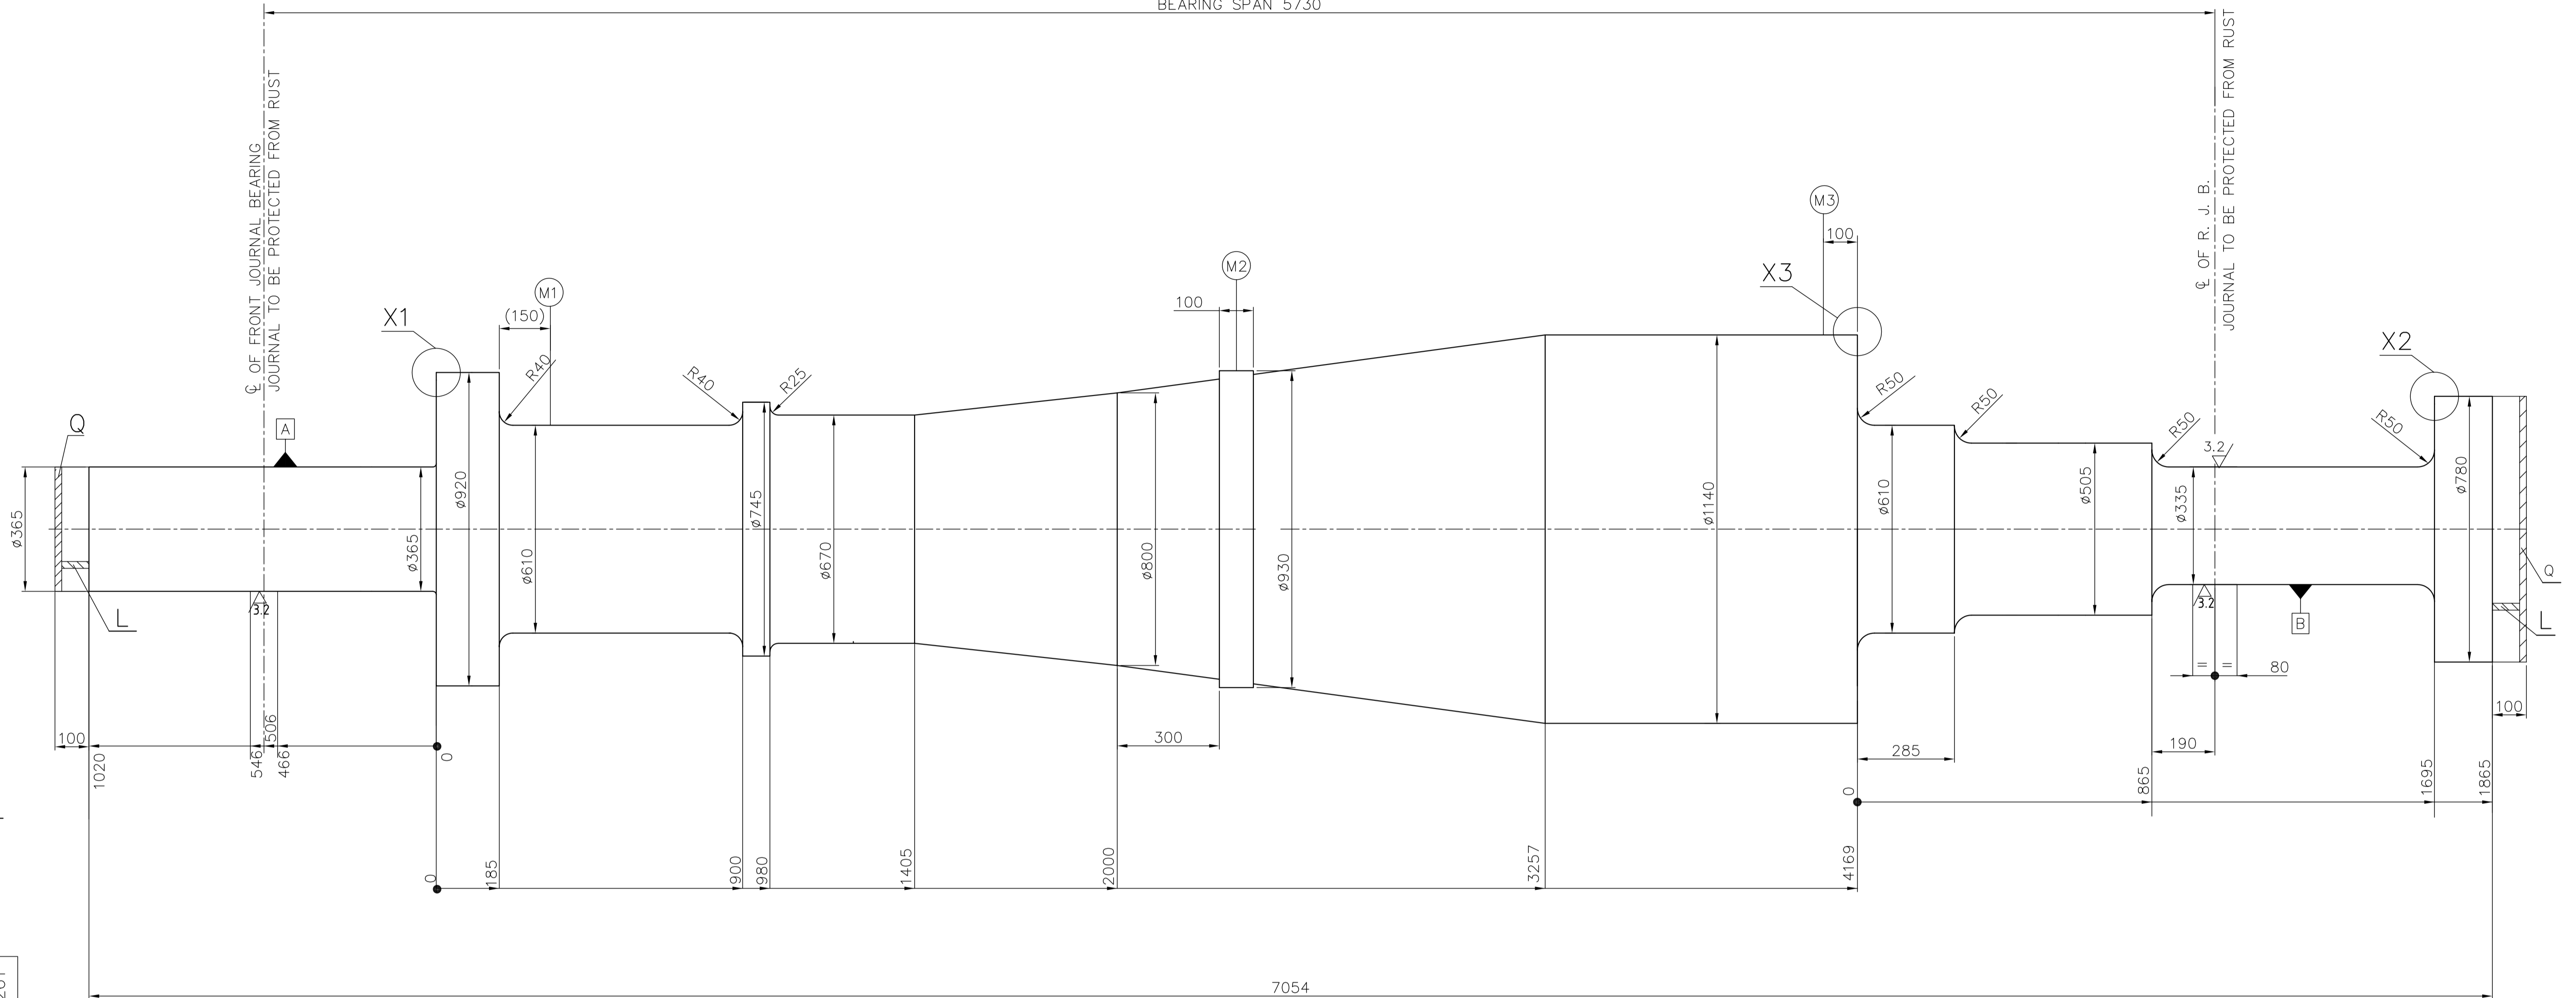 BEARING SPAN 5730
℄ OF FRONT JOURNAL BEARING
JOURNAL TO BE PROTECTED FROM RUST
℄ OF R. J. B.
JOURNAL TO BE PROTECTED FROM RUST
M3
100
X3
M2
100
M1
(150)
X1
X2
R40
R40
R25
R50
R50
R50
R50
Q
A
3.2
ø365
ø365
ø920
ø610
ø745
ø670
ø800
ø930
ø1140
ø610
ø505
ø335
ø780
Q
L
3.2
3.2
B
L
= =
80
100
1020
546
506
466
0
300
285
190
100
0
865
1695
1865
0
185
900
980
1405
2000
3257
4169
7054